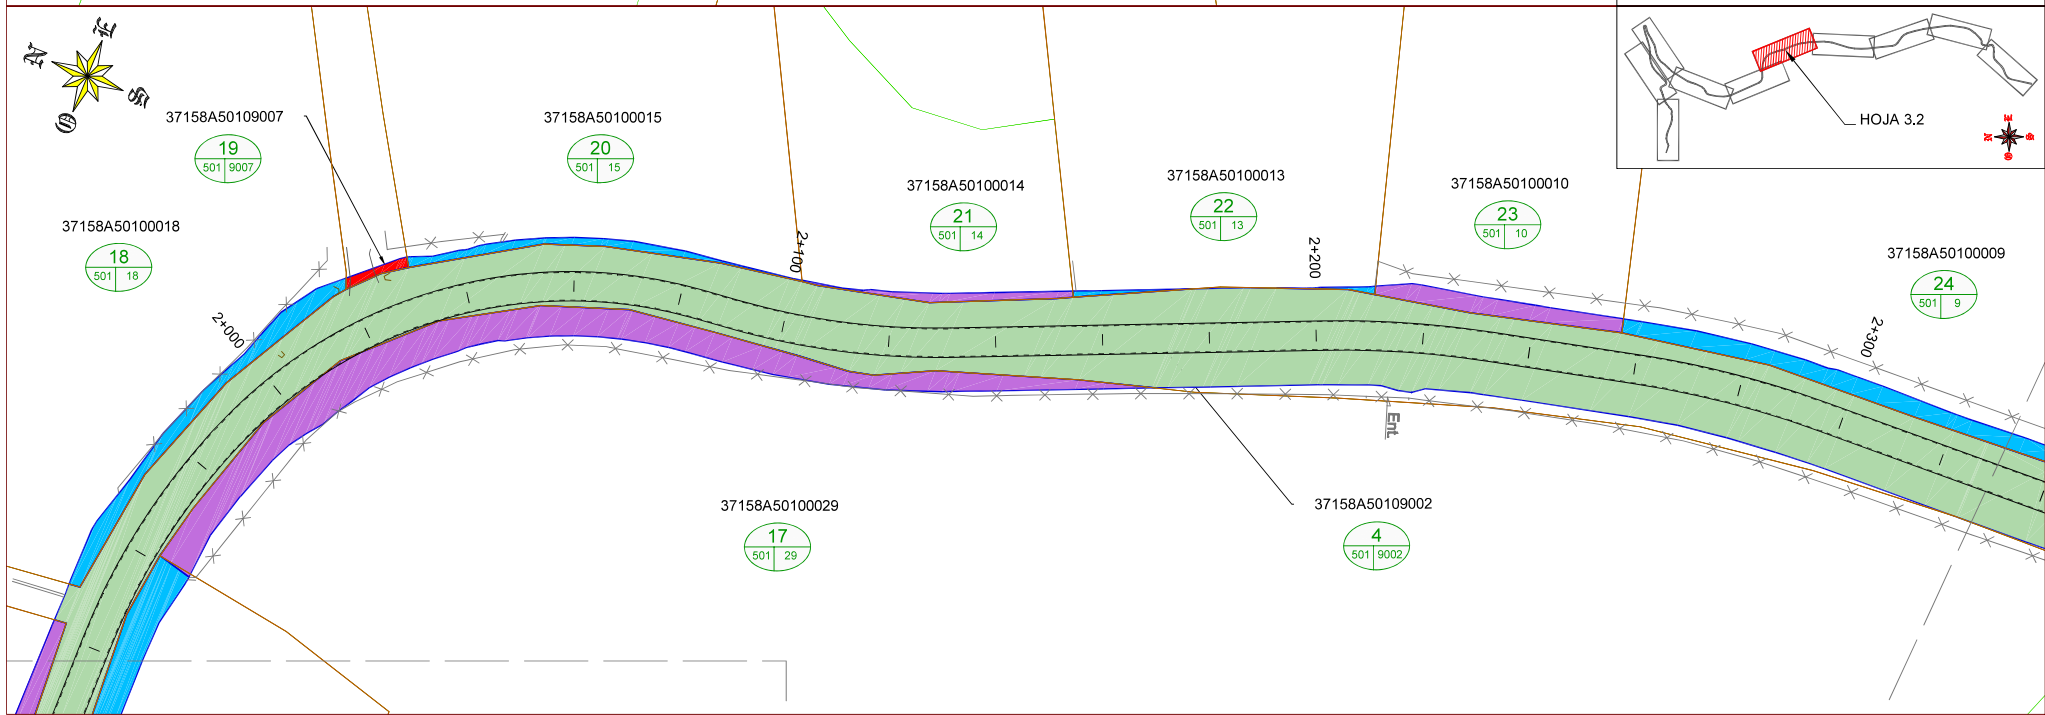 N
E
S
O
37158A50109007
19
501 9007
37158A50100018
18
501 18
37158A50100015
20
501 15
37158A50100014
21
501 14
37158A50100013
22
501 13
37158A50100010
23
501 10
37158A50100009
24
501 9
HOJA 3.2
N
E
S
O
2+000
2+100
2+200
2+300
Ent.
37158A50100029
17
501 29
37158A50109002
4
501 9002